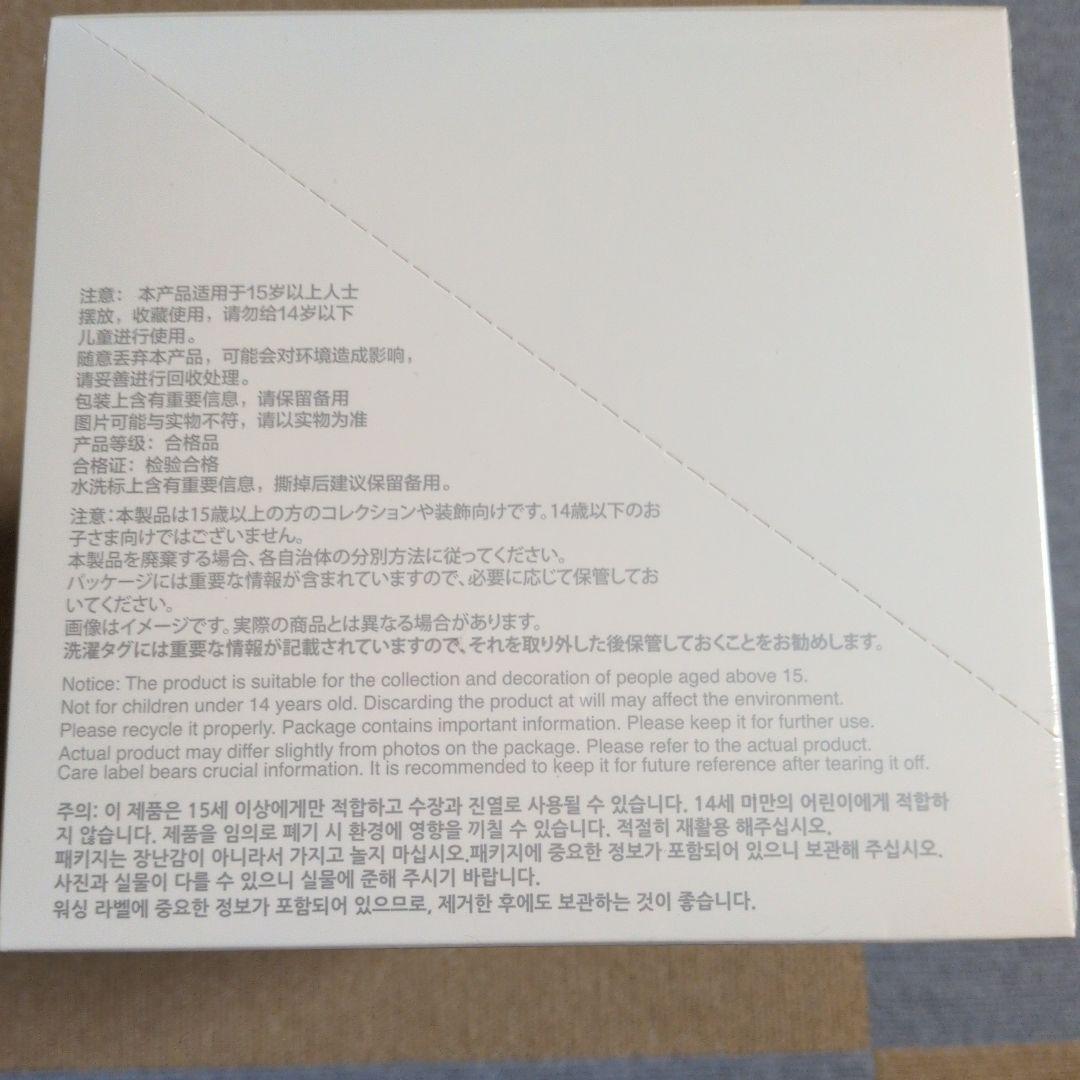 注意： 本产品适用于15岁以上人士
摆放，收藏使用，请勿给14岁以下
儿童进行使用。
随意丢弃本产品，可能会对环境造成影响，
请妥善进行回收处理。
包装上含有重要信息，请保留备用
图片可能与实物不符，请以实物为准
产品等级：合格品
合格证：检验合格
水洗标上含有重要信息，撕掉后建议保留备用。
注意：本製品は15歳以上の方のコレクションや装飾向けです。14歳以下のお
子さま向けではございません。
本製品を廃棄する場合、各自治体の分別方法に従ってください。
パッケージには重要な情報が含まれていますので、必要に応じて保管してお
いてください。
画像はイメージです。実際の商品とは異なる場合があります。
洗濯タグには重要な情報が記載されていますので、それを取り外した後保管しておくことをお勧めします。
Notice: The product is suitable for the collection and decoration of people aged above 15.
Not for children under 14 years old. Discarding the product at will may affect the environment.
Please recycle it properly. Package contains important information. Please keep it for further use.
Actual product may differ slightly from photos on the package. Please refer to the actual product.
Care label bears crucial information. It is recommended to keep it for future reference after tearing it off.
주의: 이 제품은 15세 이상에게만 적합하고 수장과 진열로 사용될 수 있습니다. 14세 미만의 어린이에게 적합하
지 않습니다. 제품을 임의로 폐기 시 환경에 영향을 끼칠 수 있습니다. 적절히 재활용 해주십시오.
패키지는 장난감이 아니라서 가지고 놀지 마십시오.패키지에 중요한 정보가 포함되어 있으니 보관해 주십시오.
사진과 실물이 다를 수 있으니 실물에 준해 주시기 바랍니다.
워싱 라벨에 중요한 정보가 포함되어 있으므로, 제거한 후에도 보관하는 것이 좋습니다.